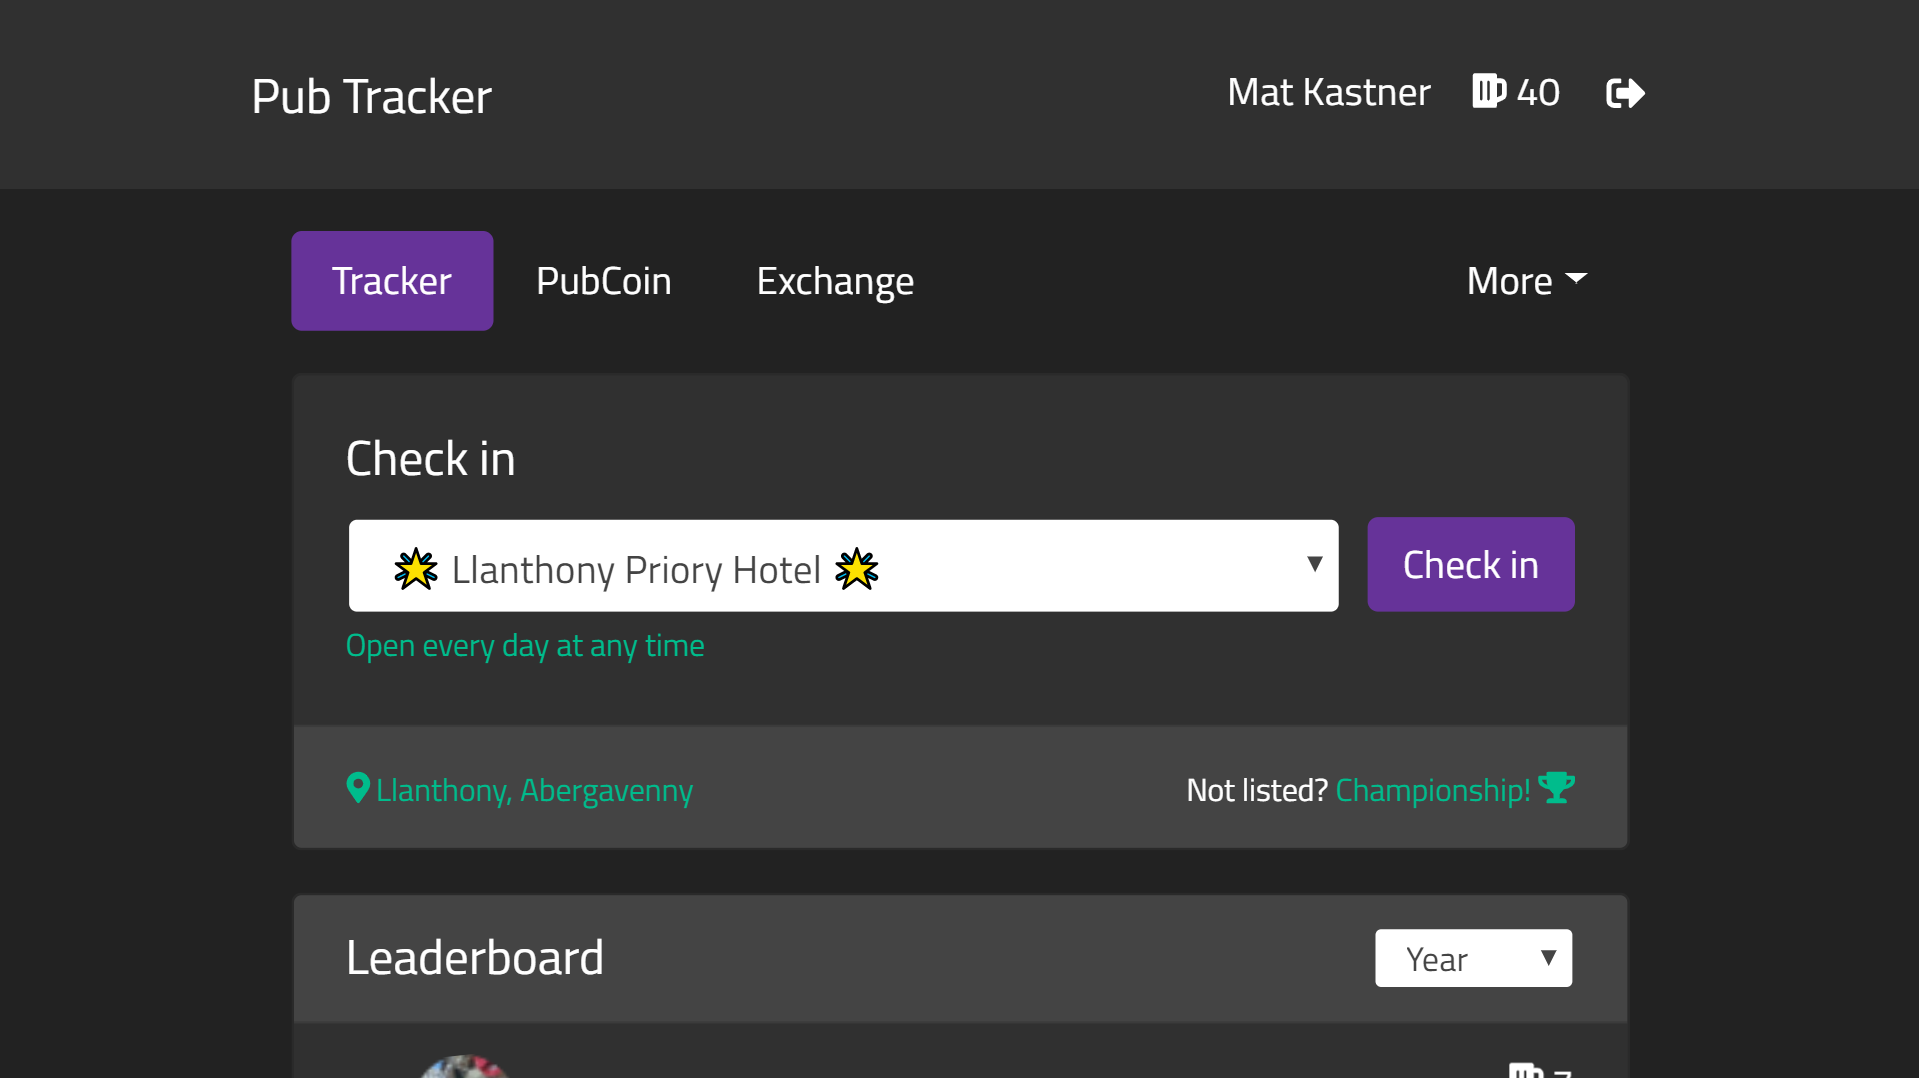 Pub Tracker
Mat Kastner
40
Tracker
PubCoin
Exchange
More
Check in
Llanthony Priory Hotel
Check in
Open every day at any time
Llanthony, Abergavenny
Not listed? Championship!
Leaderboard
Year